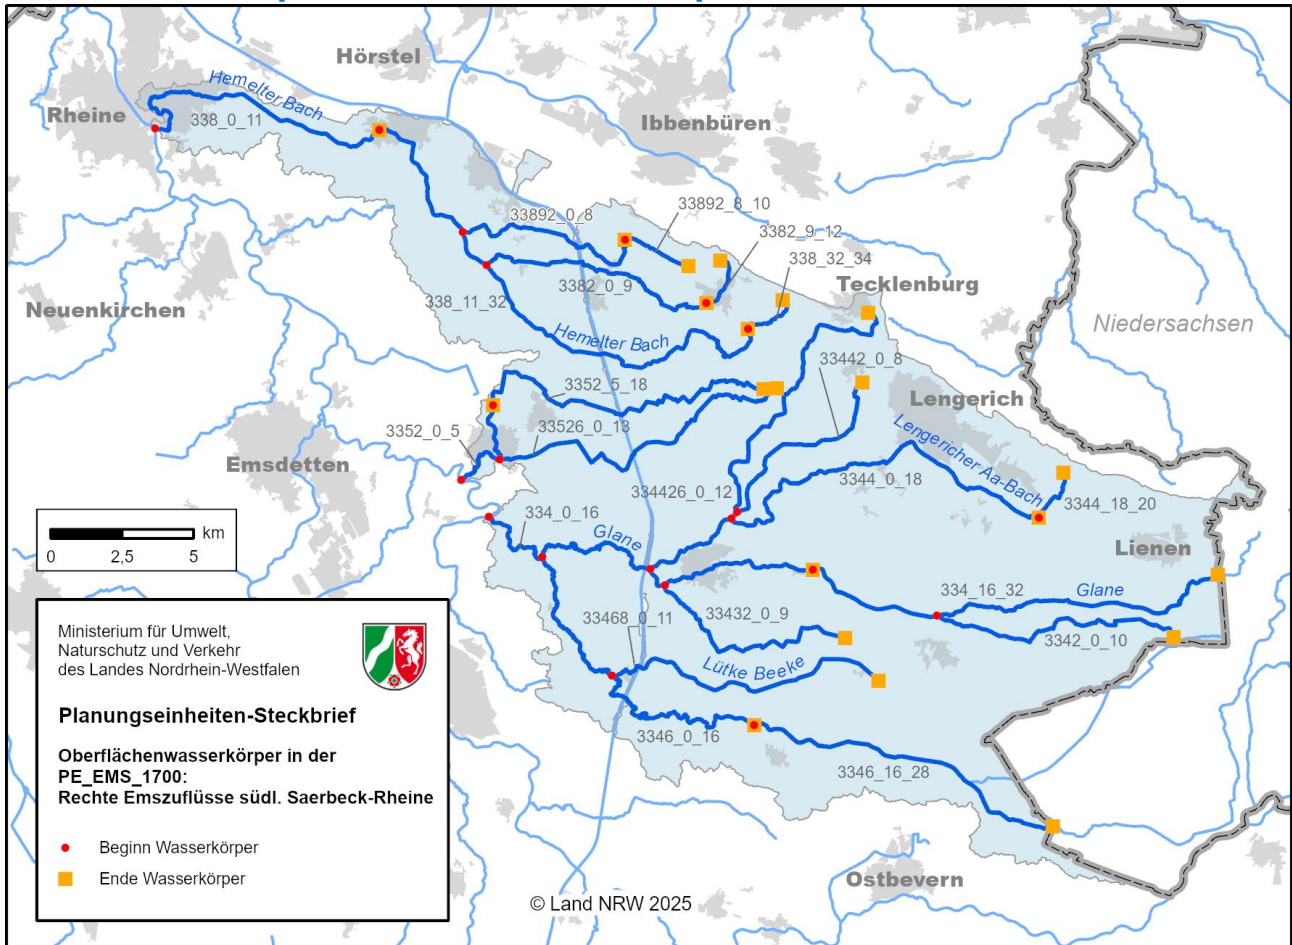 Hörstel
Hemelter Bach
Rheine
338_0_11
Ibbenbüren
33892_8_10
33892_0_8
3382_9_12
338_32_34
3382_0_9
Tecklenburg
338_11_32
Neuenkirchen
Niedersachsen
Hemelter Bach
33442_0_8
3352_5_18
Lengerich
3352_0_5
33526_0_13
Lengericher Aa-Bach
Emsdetten
3344_0_18
334426_0_12
3344_18_20
334_0_16
Glane
km
0 2,5 5
Lienen
334_16_32
Glane
33468_0_11
33432_0_9
3342_0_10
Lütke Beeke
3346_0_16
3346_16_28
Ostbevern
Ministerium für Umwelt,
Naturschutz und Verkehr
des Landes Nordrhein-Westfalen
Planungseinheiten-Steckbrief
Oberflächenwasserkörper in der
PE_EMS_1700:
Rechte Emszuflüsse südl. Saerbeck-Rheine
Beginn Wasserkörper
Ende Wasserkörper
© Land NRW 2025